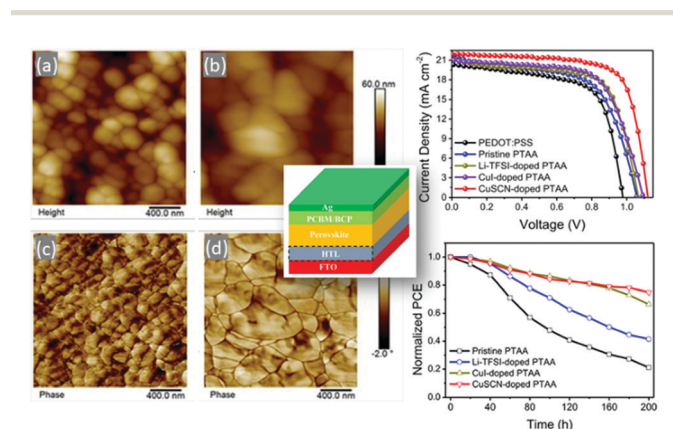 (a)
(b)
60.0 nm
Height
400.0 nm
Height
400.0 nm
(c)
(d)
-2.0 °
Phase
400.0 nm
Phase
400.0 nm
Ag
PCBM/BCP
Perovskite
HTL
FTO
Current Density (mA cm-2)
21
18
15
12
9
6
3
0
PEDOT:PSS
Pristine PTAA
Li-TFSI-doped PTAA
CuI-doped PTAA
CuSCN-doped PTAA
0.0 0.2 0.4 0.6 0.8 1.0
Voltage (V)
Normalized PCE
1.0
0.8
0.6
0.4
0.2
0.0
Pristine PTAA
Li-TFSI-doped PTAA
CuI-doped PTAA
CuSCN-doped PTAA
0 40 80 120 160 200
Time (h)